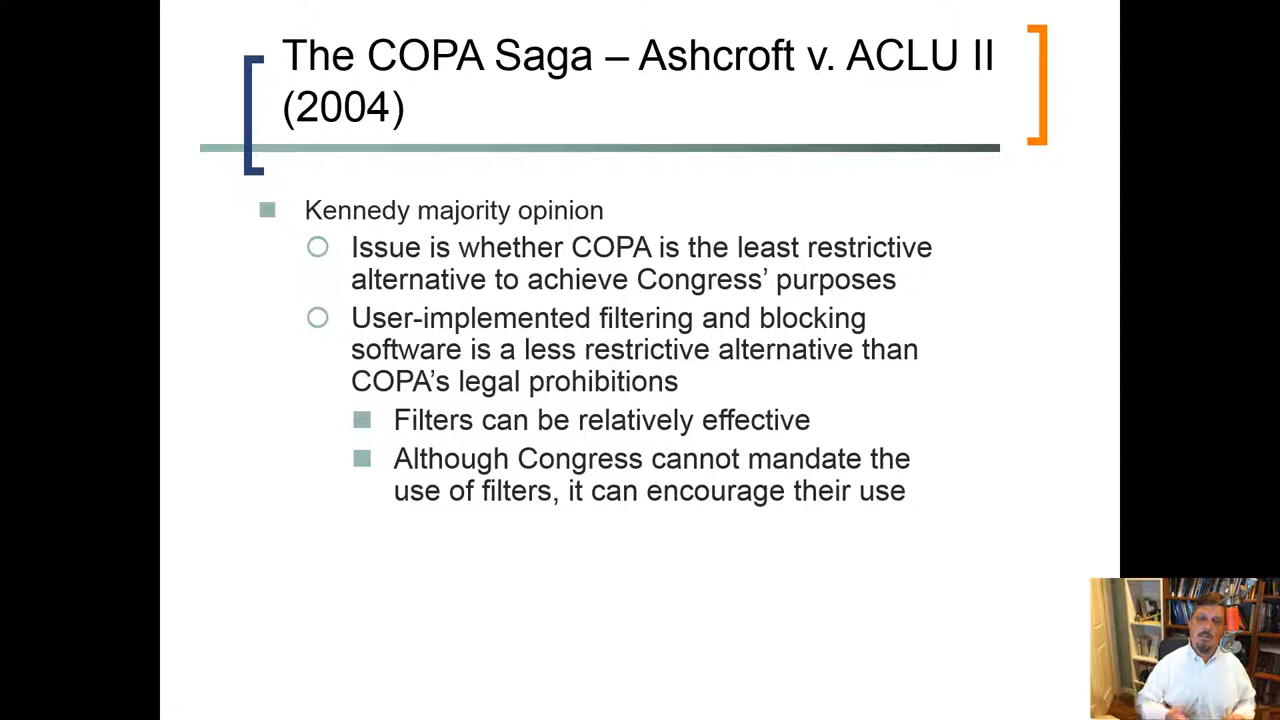 The COPA Saga – Ashcroft v. ACLU II
(2004)
Kennedy majority opinion
Issue is whether COPA is the least restrictive
alternative to achieve Congress’ purposes
User-implemented filtering and blocking
software is a less restrictive alternative than
COPA’s legal prohibitions
Filters can be relatively effective
Although Congress cannot mandate the
use of filters, it can encourage their use